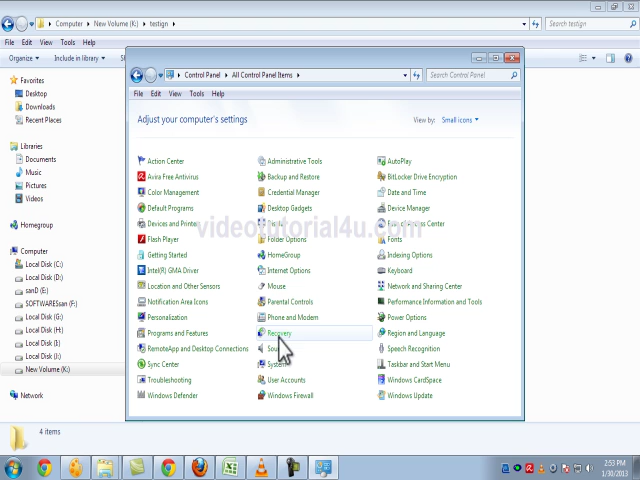 Computer ▸ New Volume (K:) ▸ testign ▸
Search testign
File Edit View Tools Help
Organize ▾ Include in library ▾
Control Panel ▸ All Control Panel Items ▸
Search Control Panel
File Edit View Tools Help
Adjust your computer's settings
View by: Small icons ▾
Action Center
Administrative Tools
AutoPlay
Avira Free Antivirus
Backup and Restore
BitLocker Drive Encryption
Color Management
Credential Manager
Date and Time
Default Programs
Desktop Gadgets
Device Manager
Devices and Printers
Flash Player
Folder Options
Fonts
Getting Started
HomeGroup
Indexing Options
Intel(R) GMA Driver
Internet Options
Keyboard
Location and Other Sensors
Mouse
Network and Sharing Center
Notification Area Icons
Parental Controls
Performance Information and Tools
Personalization
Phone and Modem
Power Options
Programs and Features
Recovery
Region and Language
RemoteApp and Desktop Connections
Speech Recognition
Sync Center
System
Taskbar and Start Menu
Troubleshooting
User Accounts
Windows CardSpace
Windows Defender
Windows Firewall
Windows Update
videotutorial4u.com
Favorites
Desktop
Downloads
Recent Places
Libraries
Documents
Music
Pictures
Videos
Homegroup
Computer
Local Disk (C:)
Local Disk (D:)
sanD (E:)
SOFTWARESsan (F:)
Local Disk (G:)
Local Disk (H:)
Local Disk (I:)
Local Disk (J:)
New Volume (K:)
Network
4 items
2:53 PM
1/30/2013